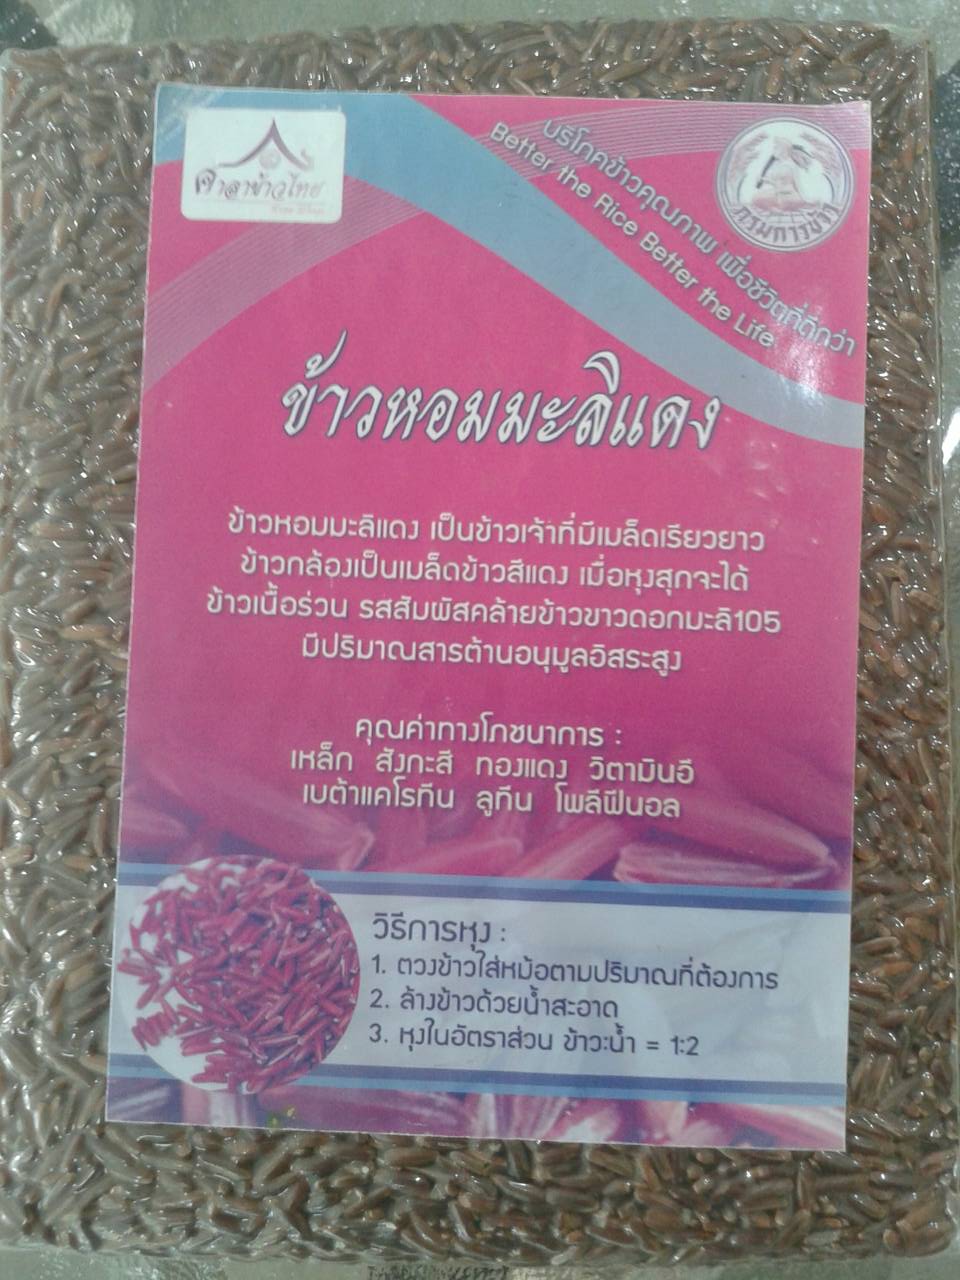 ศาลาข้าวไทย
บริโภคข้าวคุณภาพ เพื่อชีวิตที่ดีกว่า
Better the Rice Better the Life
กรมการข้าว
ข้าวหอมมะลิแดง
ข้าวหอมมะลิแดง เป็นข้าวเจ้าที่มีเมล็ดเรียวยาว
ข้าวกล้องเป็นเมล็ดข้าวสีแดง เมื่อหุงสุกจะได้
ข้าวเนื้อร่วน รสสัมผัสคล้ายข้าวขาวดอกมะลิ105
มีปริมาณสารต้านอนุมูลอิสระสูง
คุณค่าทางโภชนาการ :
เหล็ก สังกะสี ทองแดง วิตามินอี
เบต้าแคโรทีน ลูทีน โพลีฟีนอล
วิธีการหุง :
1. ตวงข้าวใส่หม้อตามปริมาณที่ต้องการ
2. ล้างข้าวด้วยน้ำสะอาด
3. หุงในอัตราส่วน ข้าว:น้ำ = 1:2